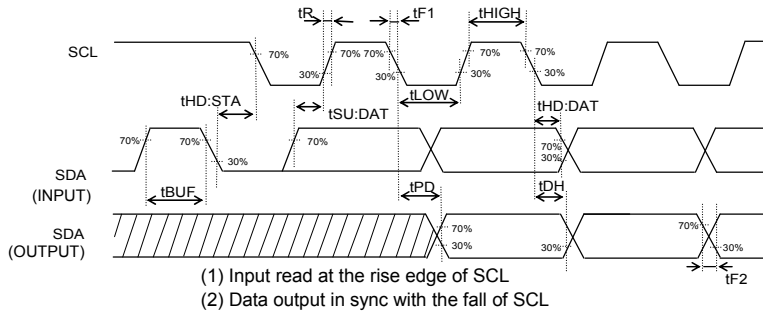 tR
tF1
tHIGH
SCL
70%
70%
70%
70%
70%
30%
30%
30%
30%
tHD:STA
tSU:DAT
tLOW
tHD:DAT
70%
70%
30%
70%
70%
30%
SDA
(INPUT)
tBUF
tPD
tDH
SDA
(OUTPUT)
70%
30%
30%
70%
30%
tF2
(1) Input read at the rise edge of SCL
(2) Data output in sync with the fall of SCL